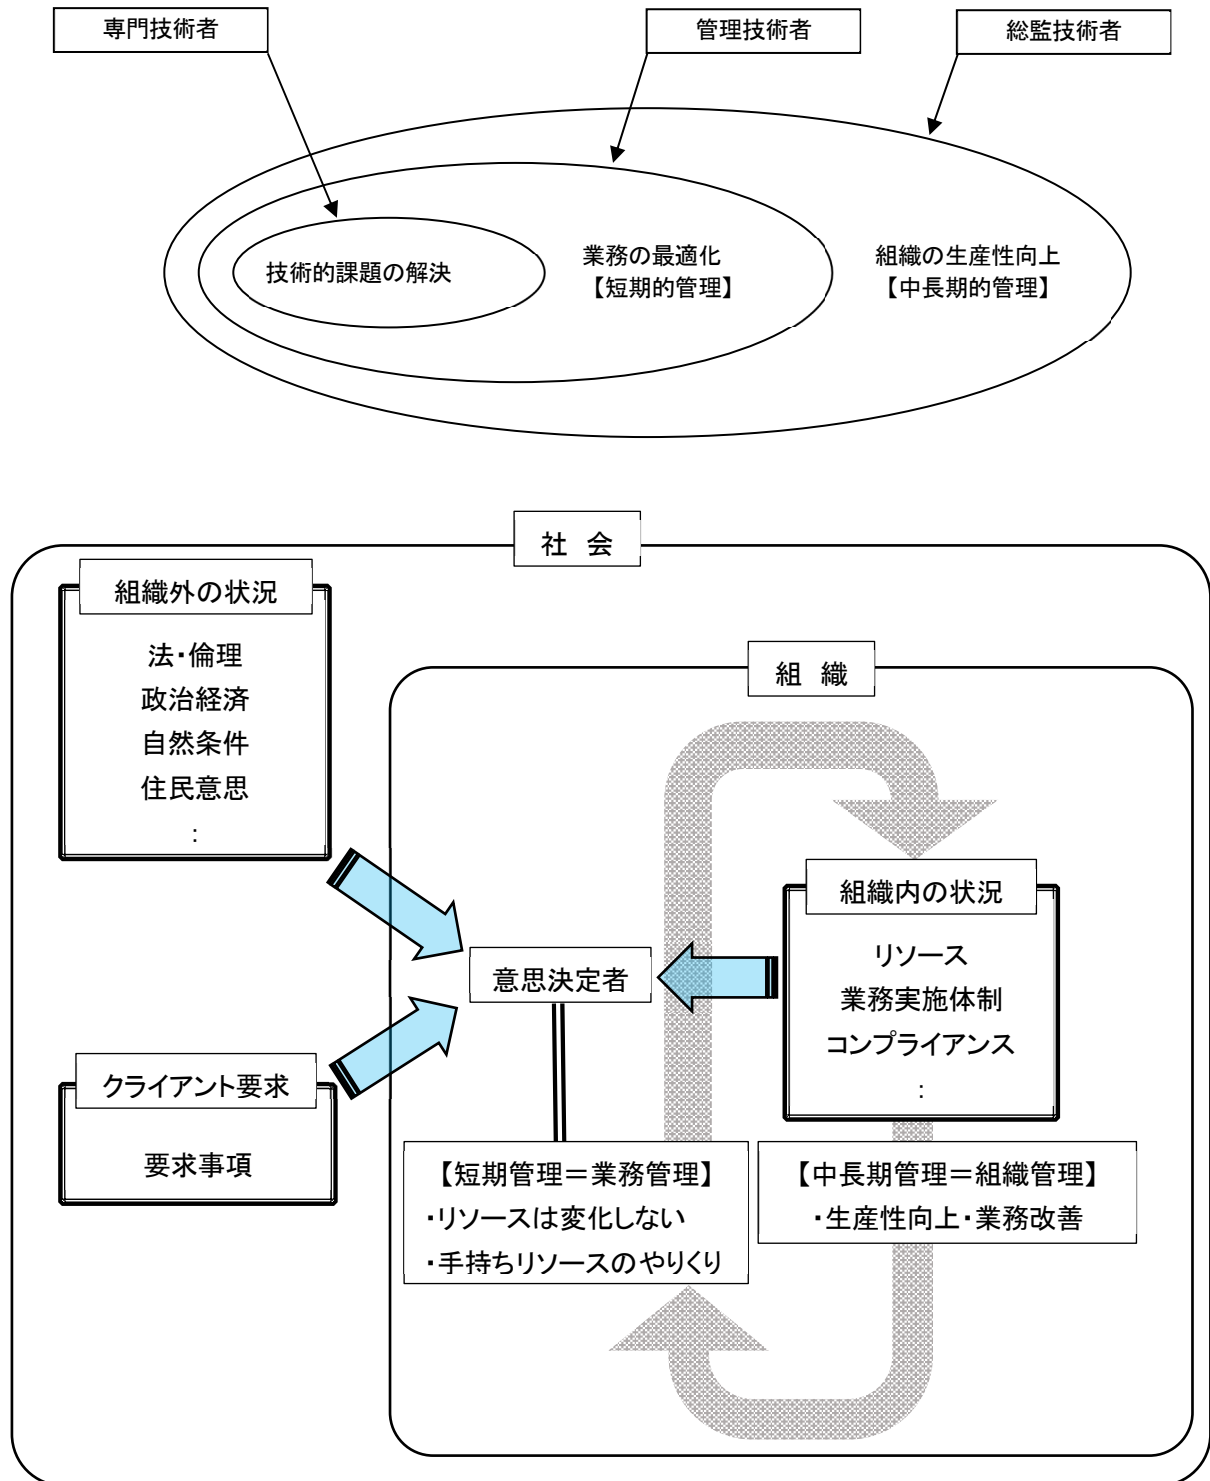 専門技術者
管理技術者
総監技術者
技術的課題の解決
業務の最適化
【短期的管理】
組織の生産性向上
【中長期的管理】
社 会
組織外の状況
法・倫理
政治経済
自然条件
住民意思
:
組 織
組織内の状況
リソース
業務実施体制
コンプライアンス
:
意思決定者
クライアント要求
要求事項
【短期管理＝業務管理】
・リソースは変化しない
・手持ちリソースのやりくり
【中長期管理＝組織管理】
・生産性向上・業務改善